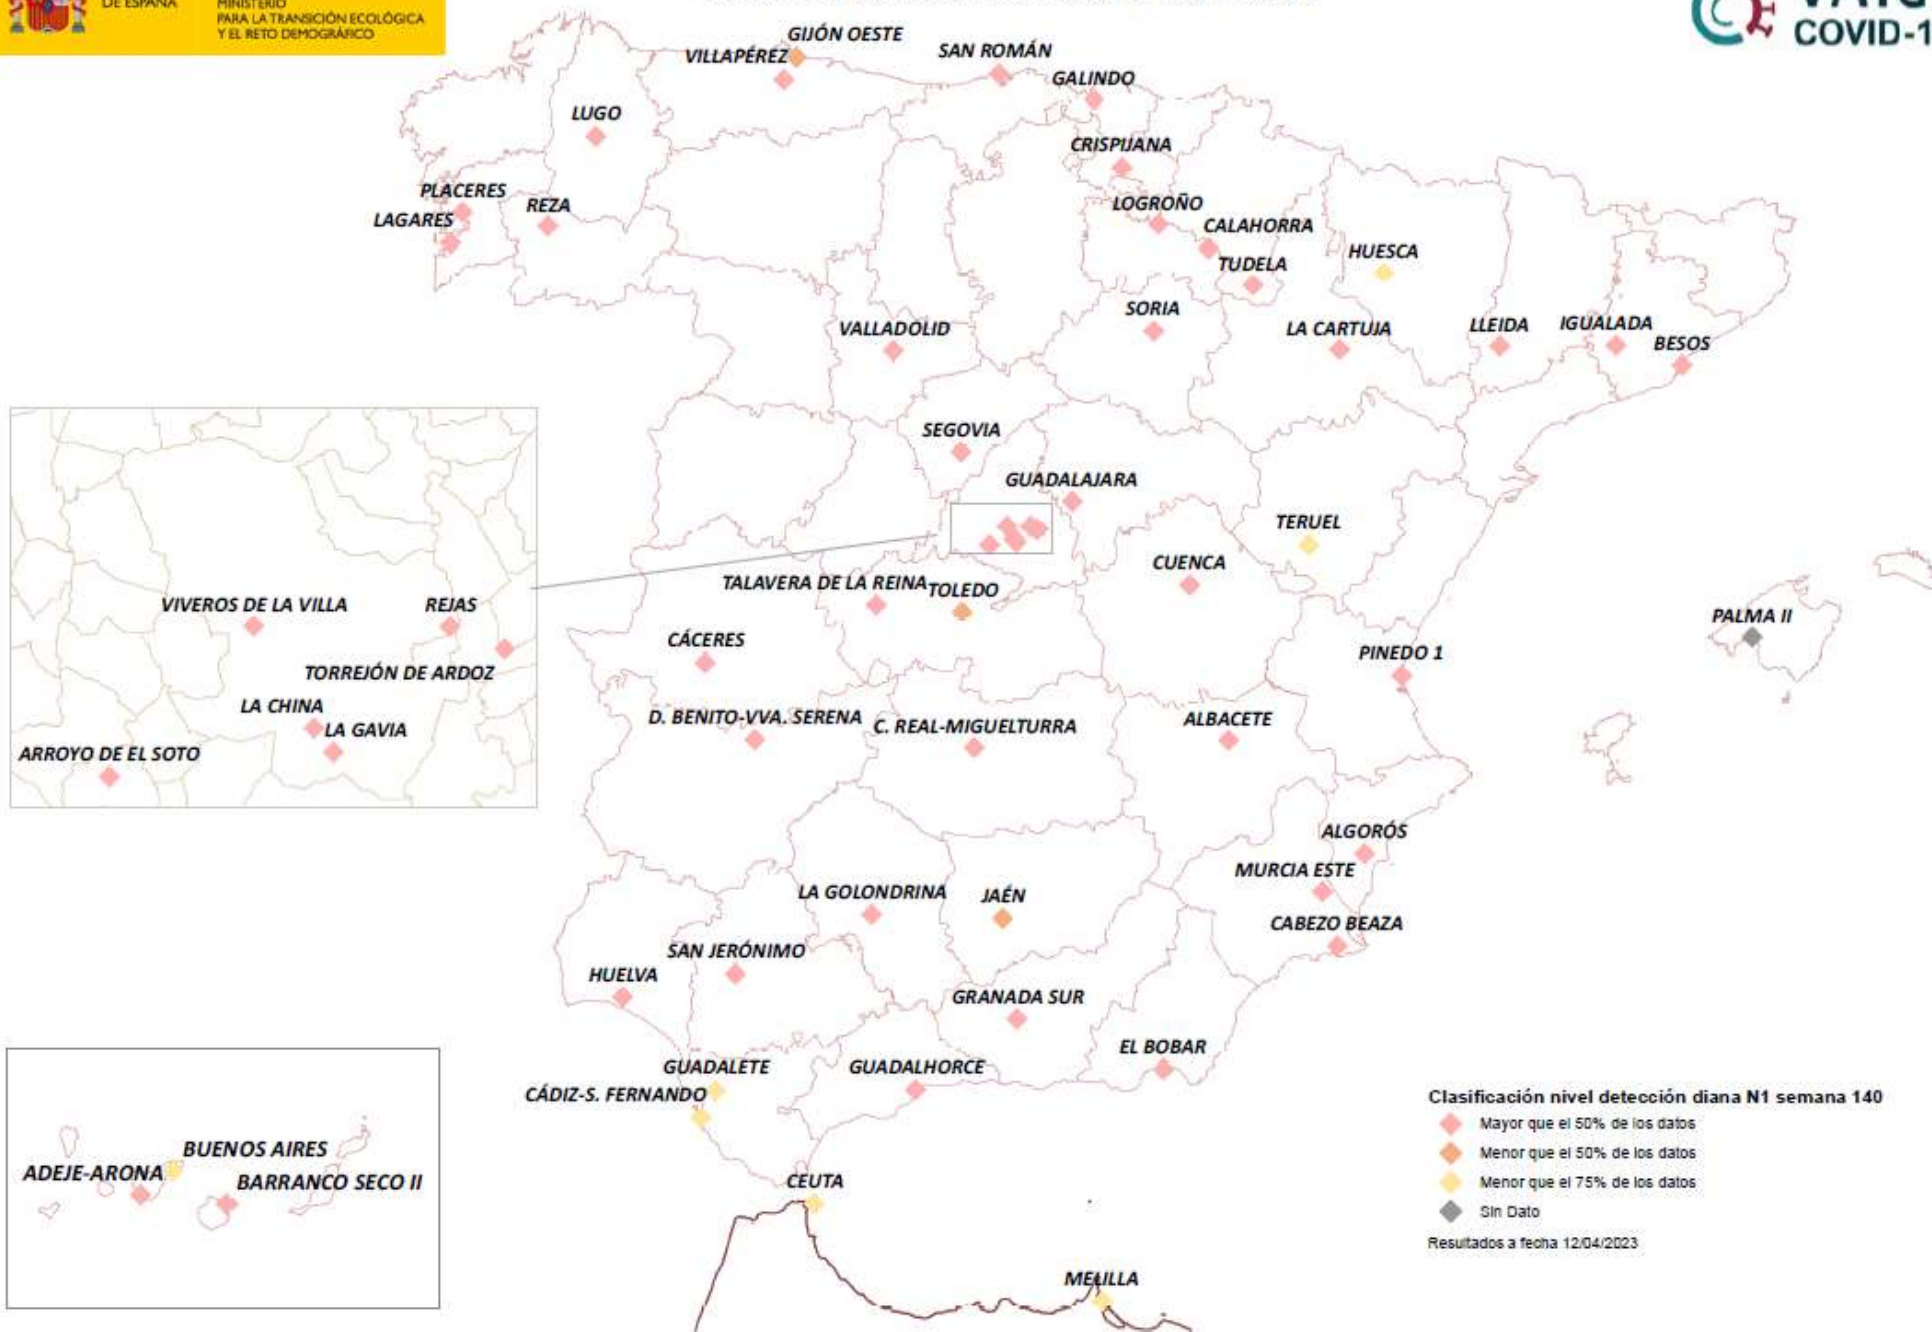 DE ESPAÑA
MINISTERIO
PARA LA TRANSICIÓN ECOLÓGICA
Y EL RETO DEMOGRÁFICO
GIJÓN OESTE
VILLAPÉREZ
SAN ROMÁN
GALINDO
LUGO
CRISPIJANA
PLACERES
REZA
LAGARES
LOGROÑO
CALAHORRA
TUDELA
HUESCA
SORIA
VALLADOLID
LA CARTUJA
LLEIDA
IGUALADA
BESOS
SEGOVIA
GUADALAJARA
TERUEL
CUENCA
TALAVERA DE LA REINA
TOLEDO
VIVEROS DE LA VILLA
REJAS
TORREJÓN DE ARDOZ
LA CHINA
LA GAVIA
ARROYO DE EL SOTO
PALMA II
CÁCERES
PINEDO 1
D. BENITO-VVA. SERENA
C. REAL-MIGUELTURRA
ALBACETE
ALGORÓS
MURCIA ESTE
LA GOLONDRINA
JAÉN
CABEZO BEAZA
SAN JERÓNIMO
HUELVA
GRANADA SUR
EL BOBAR
GUADALETE
GUADALHORCE
CÁDIZ-S. FERNANDO
BUENOS AIRES
ADEJE-ARONA
BARRANCO SECO II
CEUTA
MELILLA
Clasificación nivel detección diana N1 semana 140
Mayor que el 50% de los datos
Menor que el 50% de los datos
Menor que el 75% de los datos
Sin Dato
Resultados a fecha 12/04/2023
COVID-1